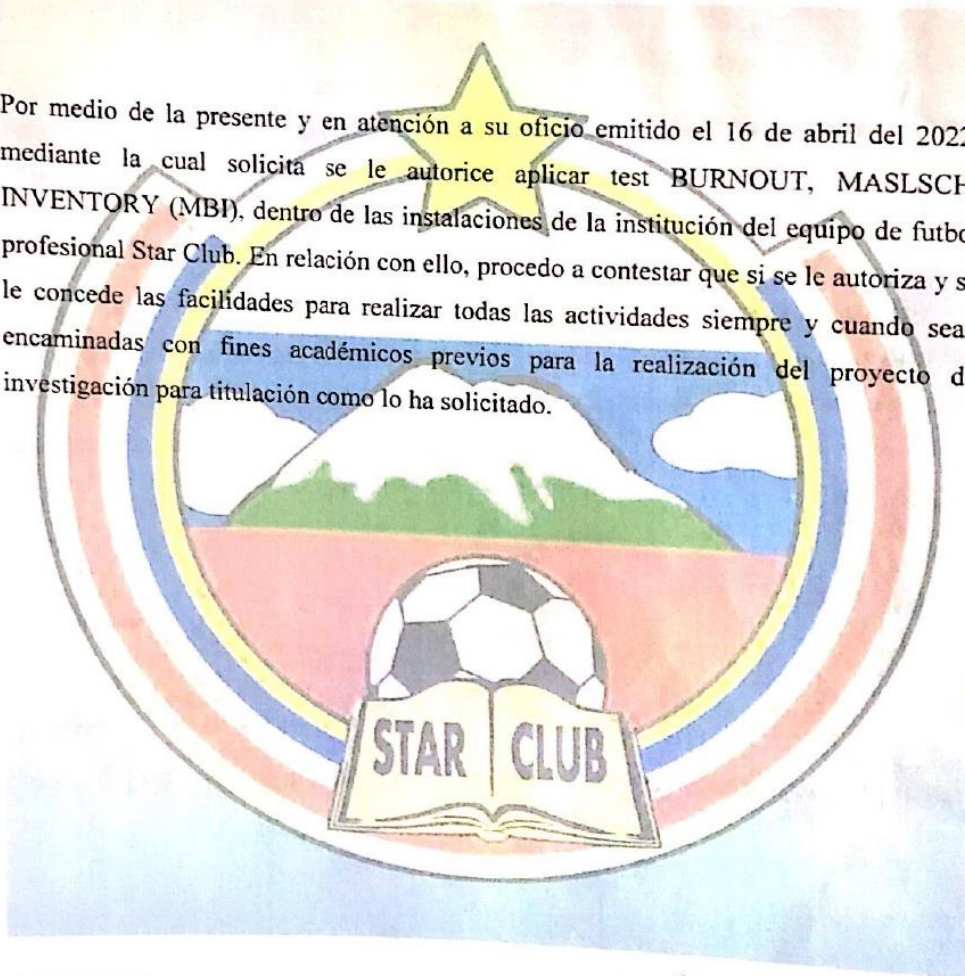 Por medio de la presente y en atención a su oficio emitido el 16 de abril del 2022
mediante la cual solicita se le autorice aplicar test BURNOUT, MASLSCH
INVENTORY (MBI), dentro de las instalaciones de la institución del equipo de futbo
profesional Star Club. En relación con ello, procedo a contestar que si se le autoriza y s
le concede las facilidades para realizar todas las actividades siempre y cuando sea
encaminadas con fines académicos previos para la realización del proyecto d
investigación para titulación como lo ha solicitado.
STAR CLUB